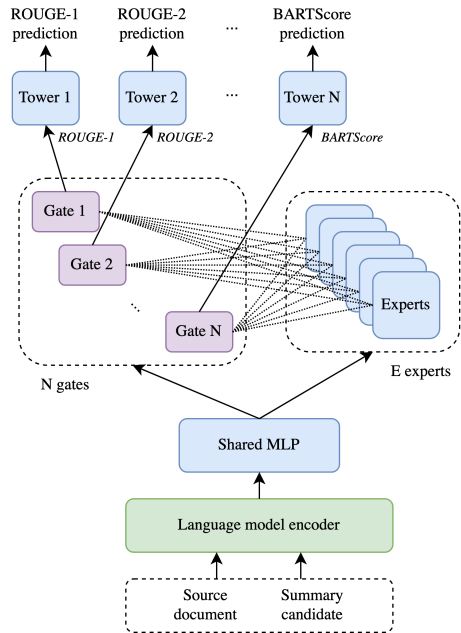 ROUGE-1 prediction
ROUGE-2 prediction
...
BARTScore prediction
Tower 1
Tower 2
...
Tower N
ROUGE-1
ROUGE-2
BARTScore
Gate 1
Gate 2
...
Gate N
Experts
N gates
E experts
Shared MLP
Language model encoder
Source document
Summary candidate